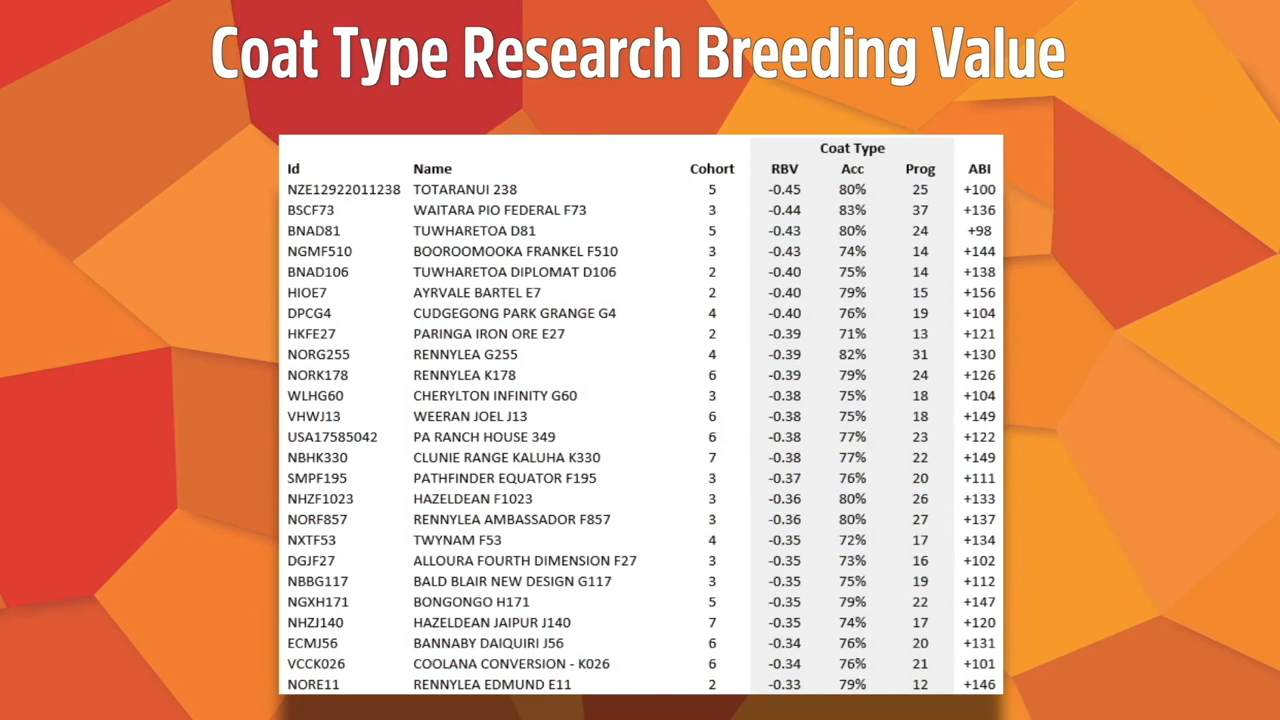 Coat Type Research Breeding Value
Coat Type
Id Name Cohort RBV Acc Prog ABI
NZE12922011238 TOTARANUI 238 5 -0.45 80% 25 +100
BSCF73 WAITARA PIO FEDERAL F73 3 -0.44 83% 37 +136
BNAD81 TUWHARETOA D81 5 -0.43 80% 24 +98
NGMF510 BOOROOMOOKA FRANKEL F510 3 -0.43 74% 14 +144
BNAD106 TUWHARETOA DIPLOMAT D106 2 -0.40 75% 14 +138
HIOE7 AYRVALE BARTEL E7 2 -0.40 79% 15 +156
DPCG4 CUDGEGONG PARK GRANGE G4 4 -0.40 76% 19 +104
HKFE27 PARINGA IRON ORE E27 2 -0.39 71% 13 +121
NORG255 RENNYLEA G255 4 -0.39 82% 31 +130
NORK178 RENNYLEA K178 6 -0.39 79% 24 +126
WLHG60 CHERYLTON INFINITY G60 3 -0.38 75% 18 +104
VHWJ13 WEERAN JOEL J13 6 -0.38 75% 18 +149
USA17585042 PA RANCH HOUSE 349 6 -0.38 77% 23 +122
NBHK330 CLUNIE RANGE KALUHA K330 7 -0.38 77% 22 +149
SMPF195 PATHFINDER EQUATOR F195 3 -0.37 76% 20 +111
NHZF1023 HAZELDEAN F1023 3 -0.36 80% 26 +133
NORF857 RENNYLEA AMBASSADOR F857 3 -0.36 80% 27 +137
NXTF53 TWYNAM F53 4 -0.35 72% 17 +134
DGJF27 ALLOURA FOURTH DIMENSION F27 3 -0.35 73% 16 +102
NBBG117 BALD BLAIR NEW DESIGN G117 3 -0.35 75% 19 +112
NGXH171 BONGONGO H171 5 -0.35 79% 22 +147
NHZJ140 HAZELDEAN JAIPUR J140 7 -0.35 74% 17 +120
ECMJ56 BANNABY DAIQUIRI J56 6 -0.34 76% 20 +131
VCCK026 COOLANA CONVERSION - K026 6 -0.34 76% 21 +101
NORE11 RENNYLEA EDMUND E11 2 -0.33 79% 12 +146